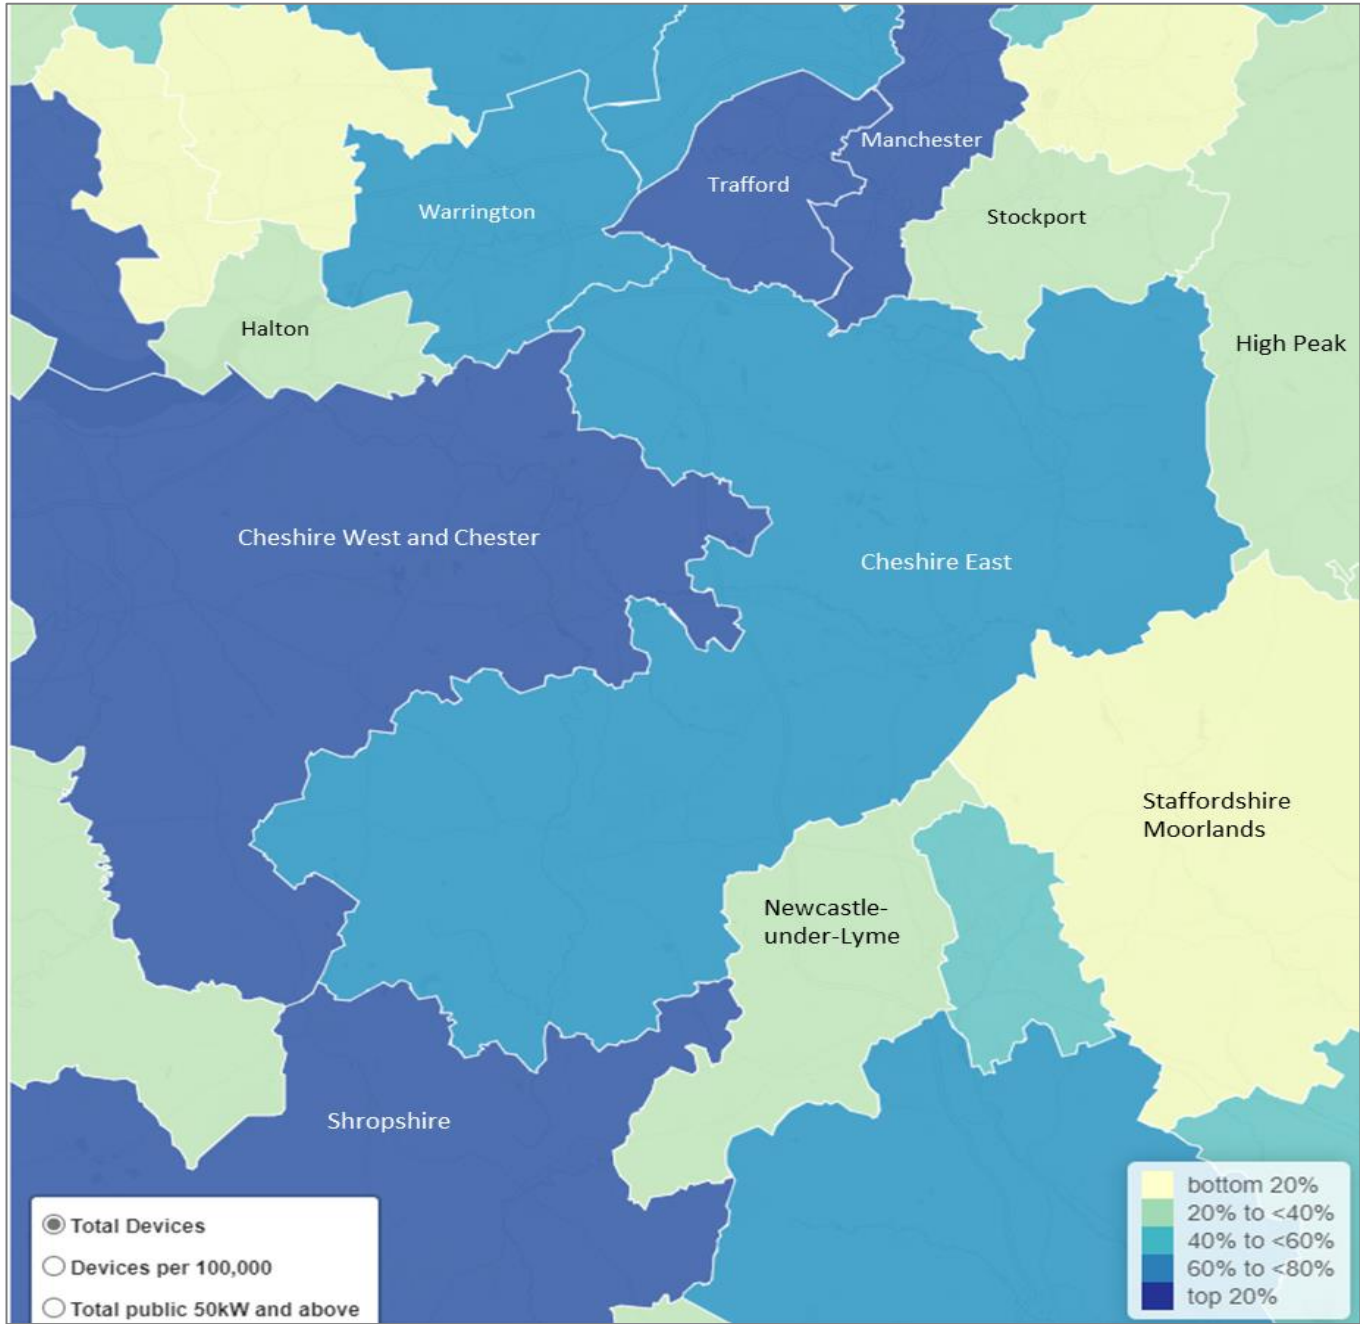 Manchester
Trafford
Warrington
Stockport
Halton
High Peak
Cheshire West and Chester
Cheshire East
Staffordshire
Moorlands
Newcastle-
under-Lyme
Shropshire
Total Devices
Devices per 100,000
Total public 50kW and above
bottom 20%
20% to <40%
40% to <60%
60% to <80%
top 20%